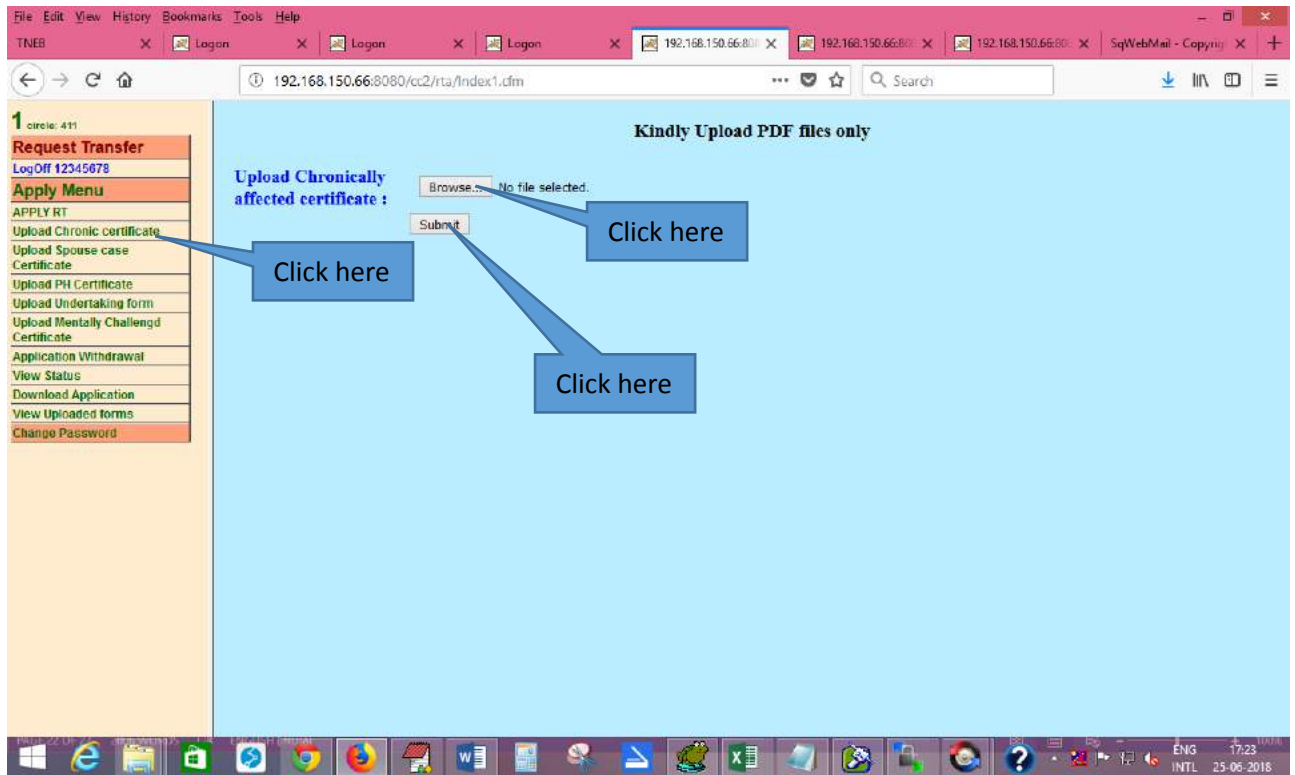 File Edit View History Bookmarks Tools Help
TNEB
Logon
Logon
Logon
192.168.150.66:80
192.168.150.66:80
192.168.150.66:80
SqWebMail - Copyrig
192.168.150.66:8080/cc2/rta/Index1.cfm
Search
1 circle: 411
Request Transfer
LogOff 12345678
Apply Menu
APPLY RT
Upload Chronic certificate
Upload Spouse case
Certificate
Upload PH Certificate
Upload Undertaking form
Upload Mentally Challengd
Certificate
Application Withdrawal
View Status
Download Application
View Uploaded forms
Change Password
Kindly Upload PDF files only
Upload Chronically
affected certificate :
Browse... No file selected.
Submit
Click here
Click here
Click here
ENG 17:23
INTL 25-06-2018